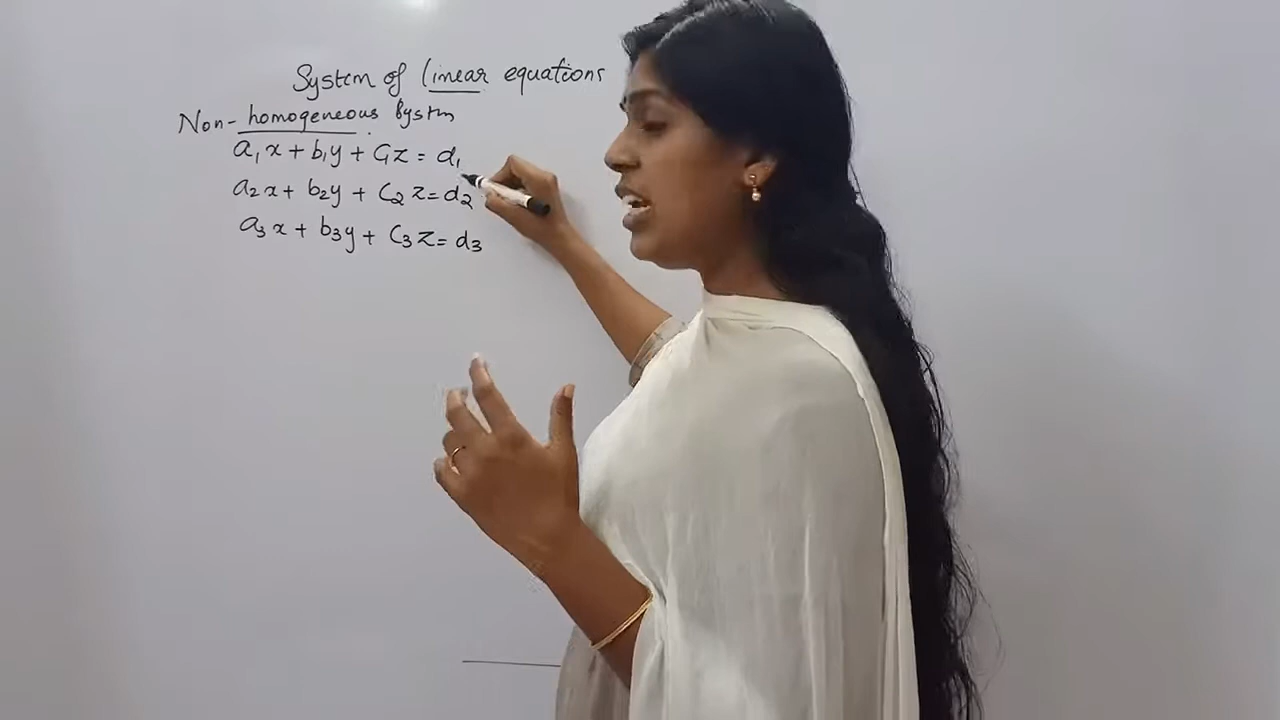 System of linear equations
Non-homogeneous System
a₁x + b₁y + c₁z = d₁
a₂x + b₂y + c₂z = d₂
a₃x + b₃y + c₃z = d₃